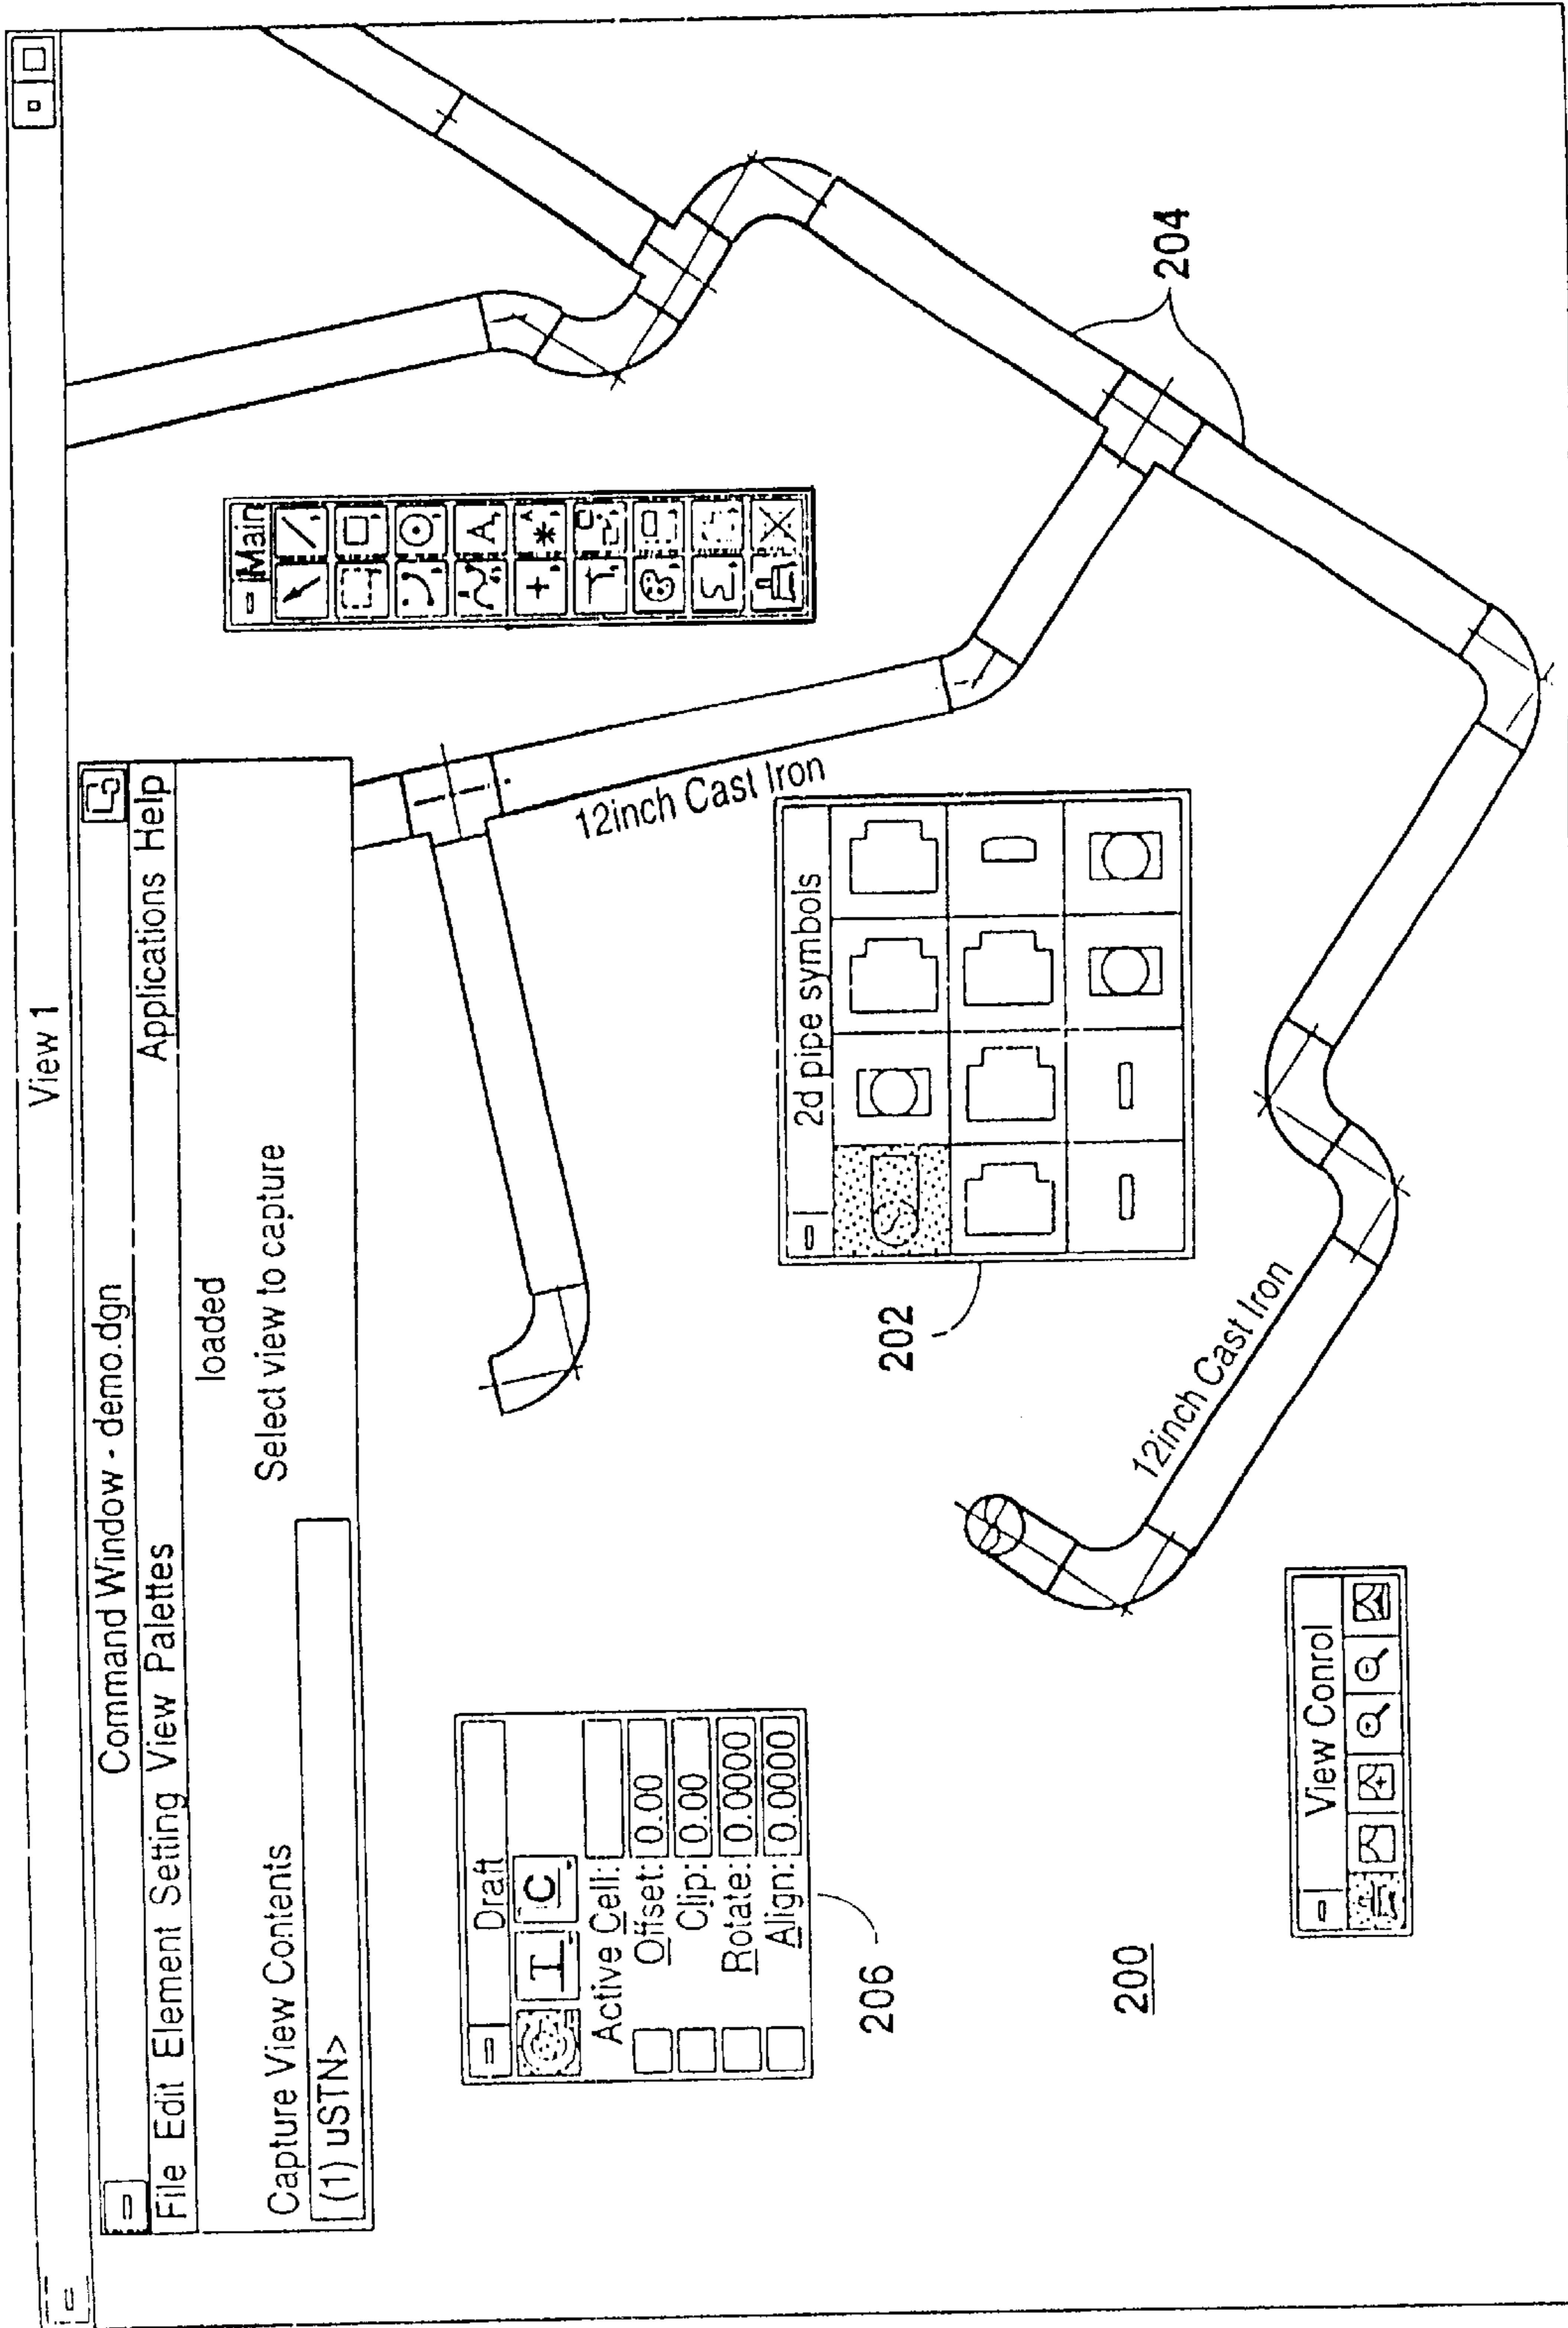 View 1
Command Window - demo.dgn
File Edit Element Setting View Palettes Applications Help
loaded
Capture View Contents Select view to capture
(1) uSTN>
Main
A
A
Draft
T C
Active Cell:
Offset: 0.00
Clip: 0.00
Rotate: 0.0000
Align: 0.0000
206
12inch Cast Iron
2d pipe symbols
202
204
12inch Cast Iron
200
View Conrol